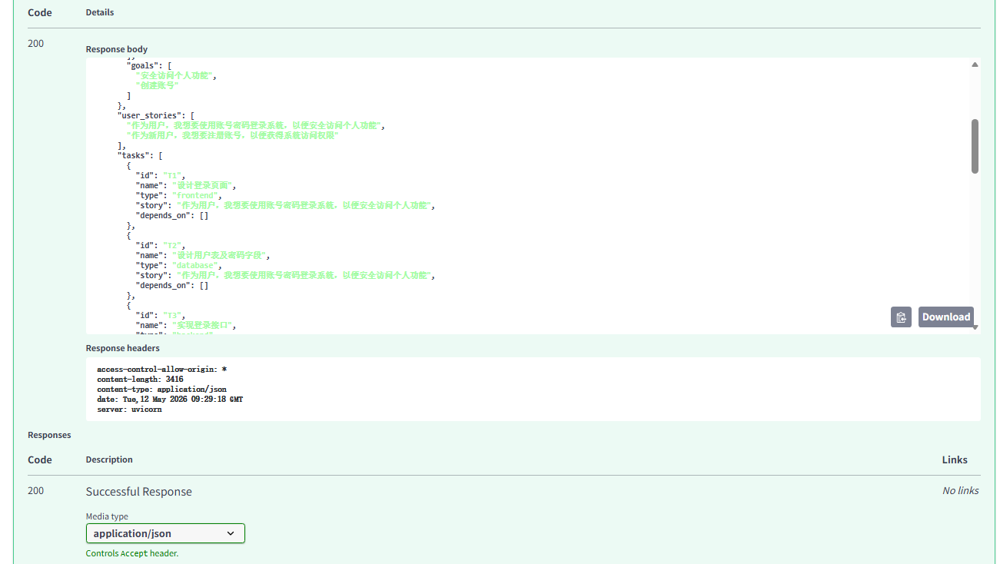 Code Details
200
Response body
],
"goals": [
"安全访问个人功能",
"创建账号"
]
},
"user_stories": [
"作为用户，我想要使用账号密码登录系统，以便安全访问个人功能",
"作为新用户，我想要注册账号，以便获得系统访问权限"
],
"tasks": [
{
"id": "T1",
"name": "设计登录页面",
"type": "frontend",
"story": "作为用户，我想要使用账号密码登录系统，以便安全访问个人功能",
"depends_on": []
},
{
"id": "T2",
"name": "设计用户表及密码字段",
"type": "database",
"story": "作为用户，我想要使用账号密码登录系统，以便安全访问个人功能",
"depends_on": []
},
{
"id": "T3",
"name": "实现登录接口",
"type": "backend",
Download
Response headers
access-control-allow-origin: *
content-length: 3416
content-type: application/json
date: Tue,12 May 2026 09:29:18 GMT
server: uvicorn
Responses
Code Description Links
200 Successful Response No links
Media type
application/json
Controls Accept header.